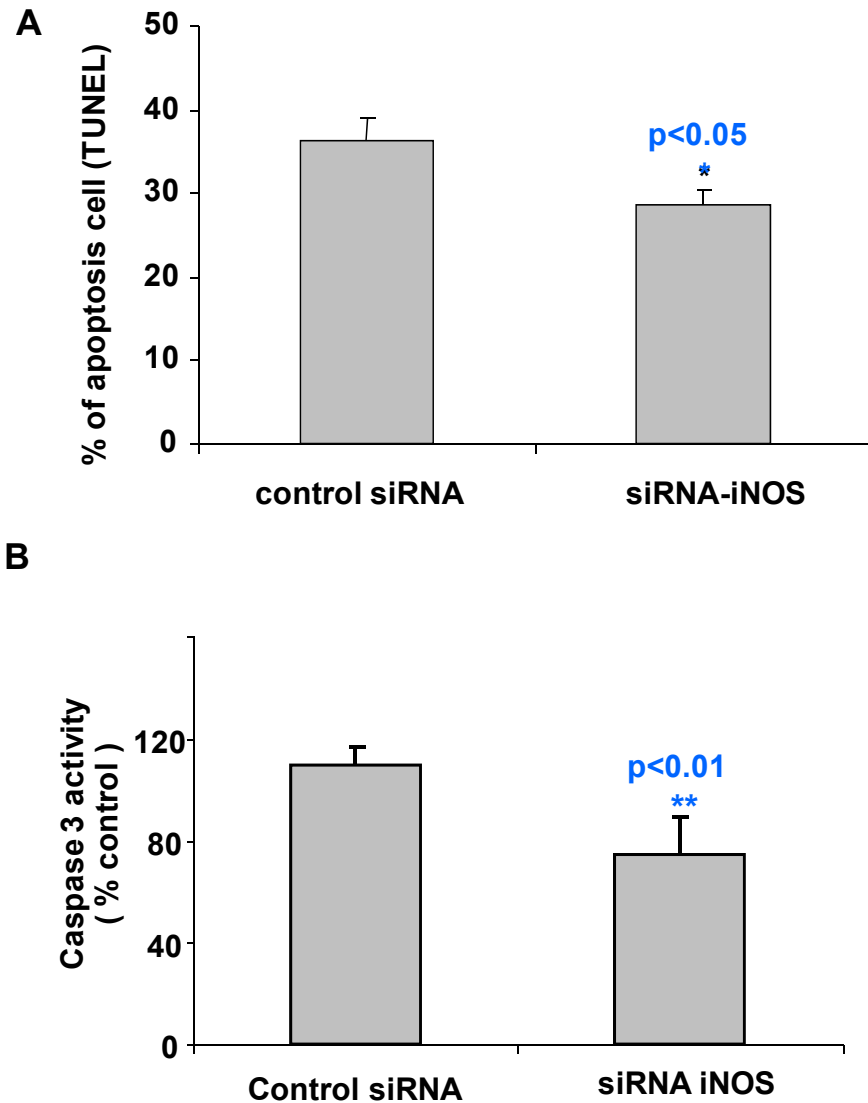 A
% of apoptosis cell (TUNEL)
50
40
30
20
10
0
p<0.05
*
*
control siRNA
siRNA-iNOS
B
Caspase 3 activity
( % control )
120
80
40
0
p<0.01
**
Control siRNA
siRNA iNOS